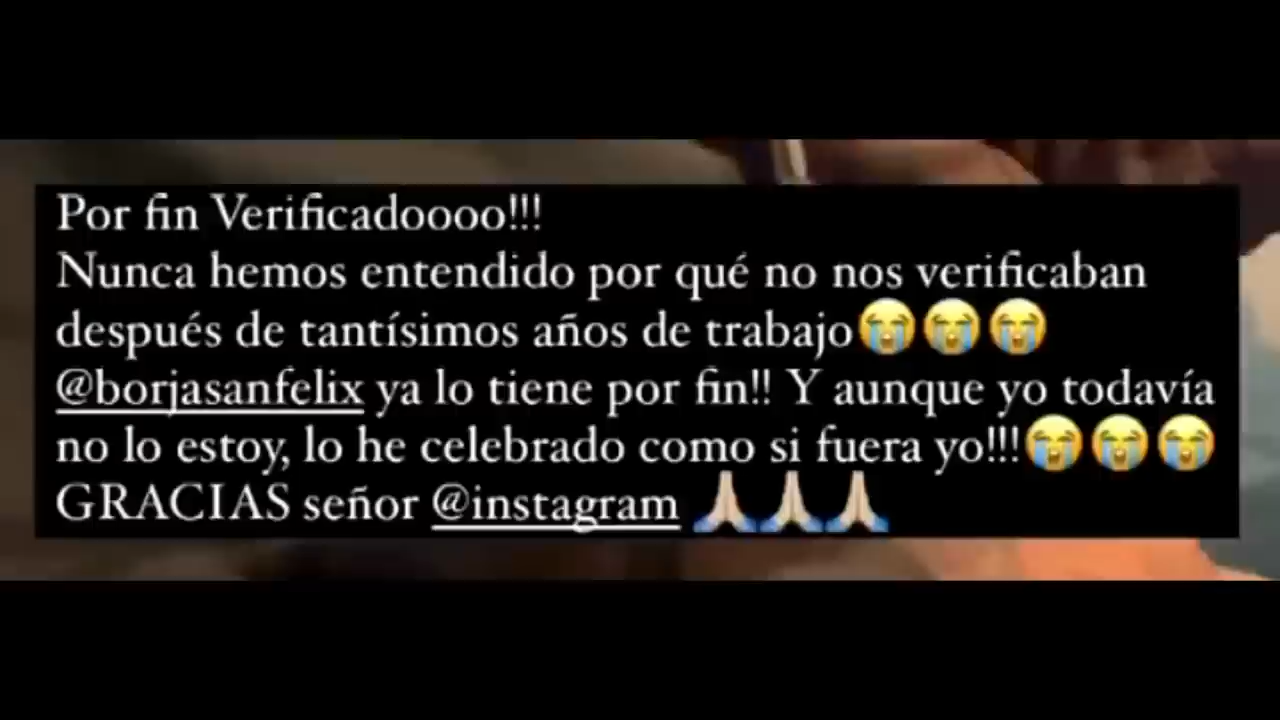 Por fin Verificadoooo!!!
Nunca hemos entendido por qué no nos verificaban
después de tantísimos años de trabajo😭😭😭
@borjasanfelix ya lo tiene por fin!! Y aunque yo todavía
no lo estoy, lo he celebrado como si fuera yo!!!😭😭😭
GRACIAS señor @instagram 🙏🏻🙏🏻🙏🏻